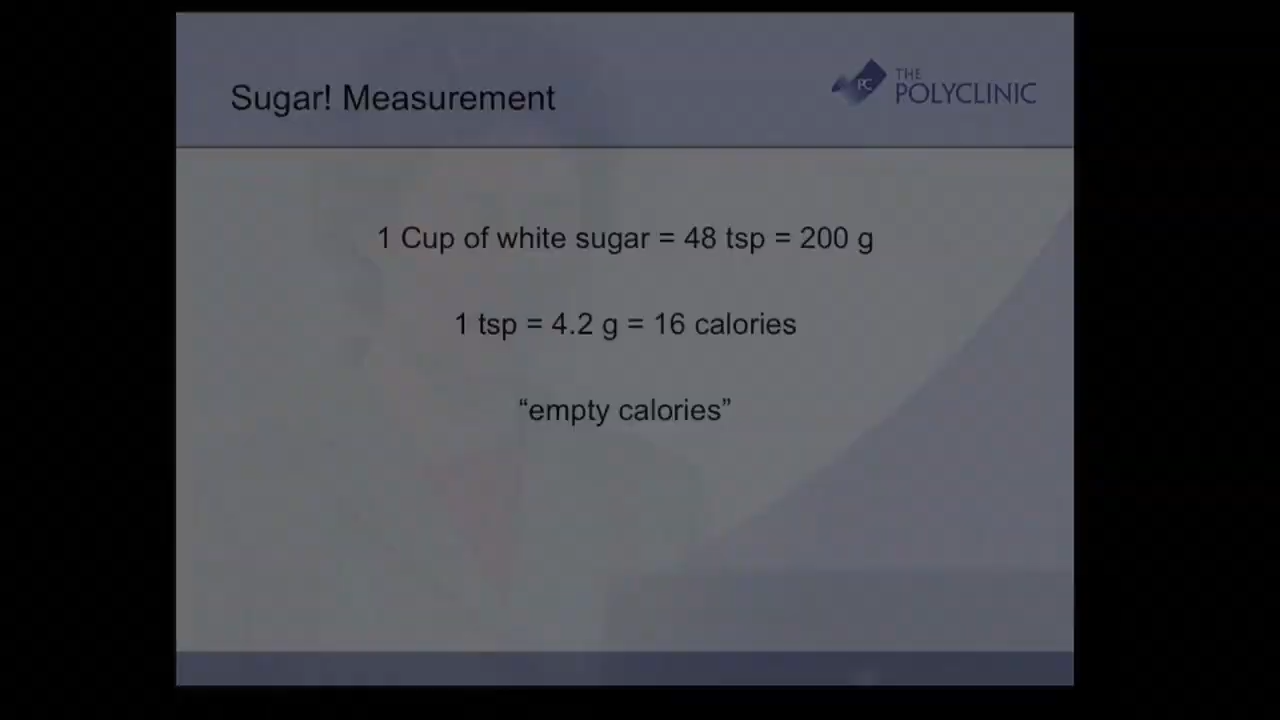 Sugar! Measurement
PC
THE
POLYCLINIC
1 Cup of white sugar = 48 tsp = 200 g
1 tsp = 4.2 g = 16 calories
“empty calories”